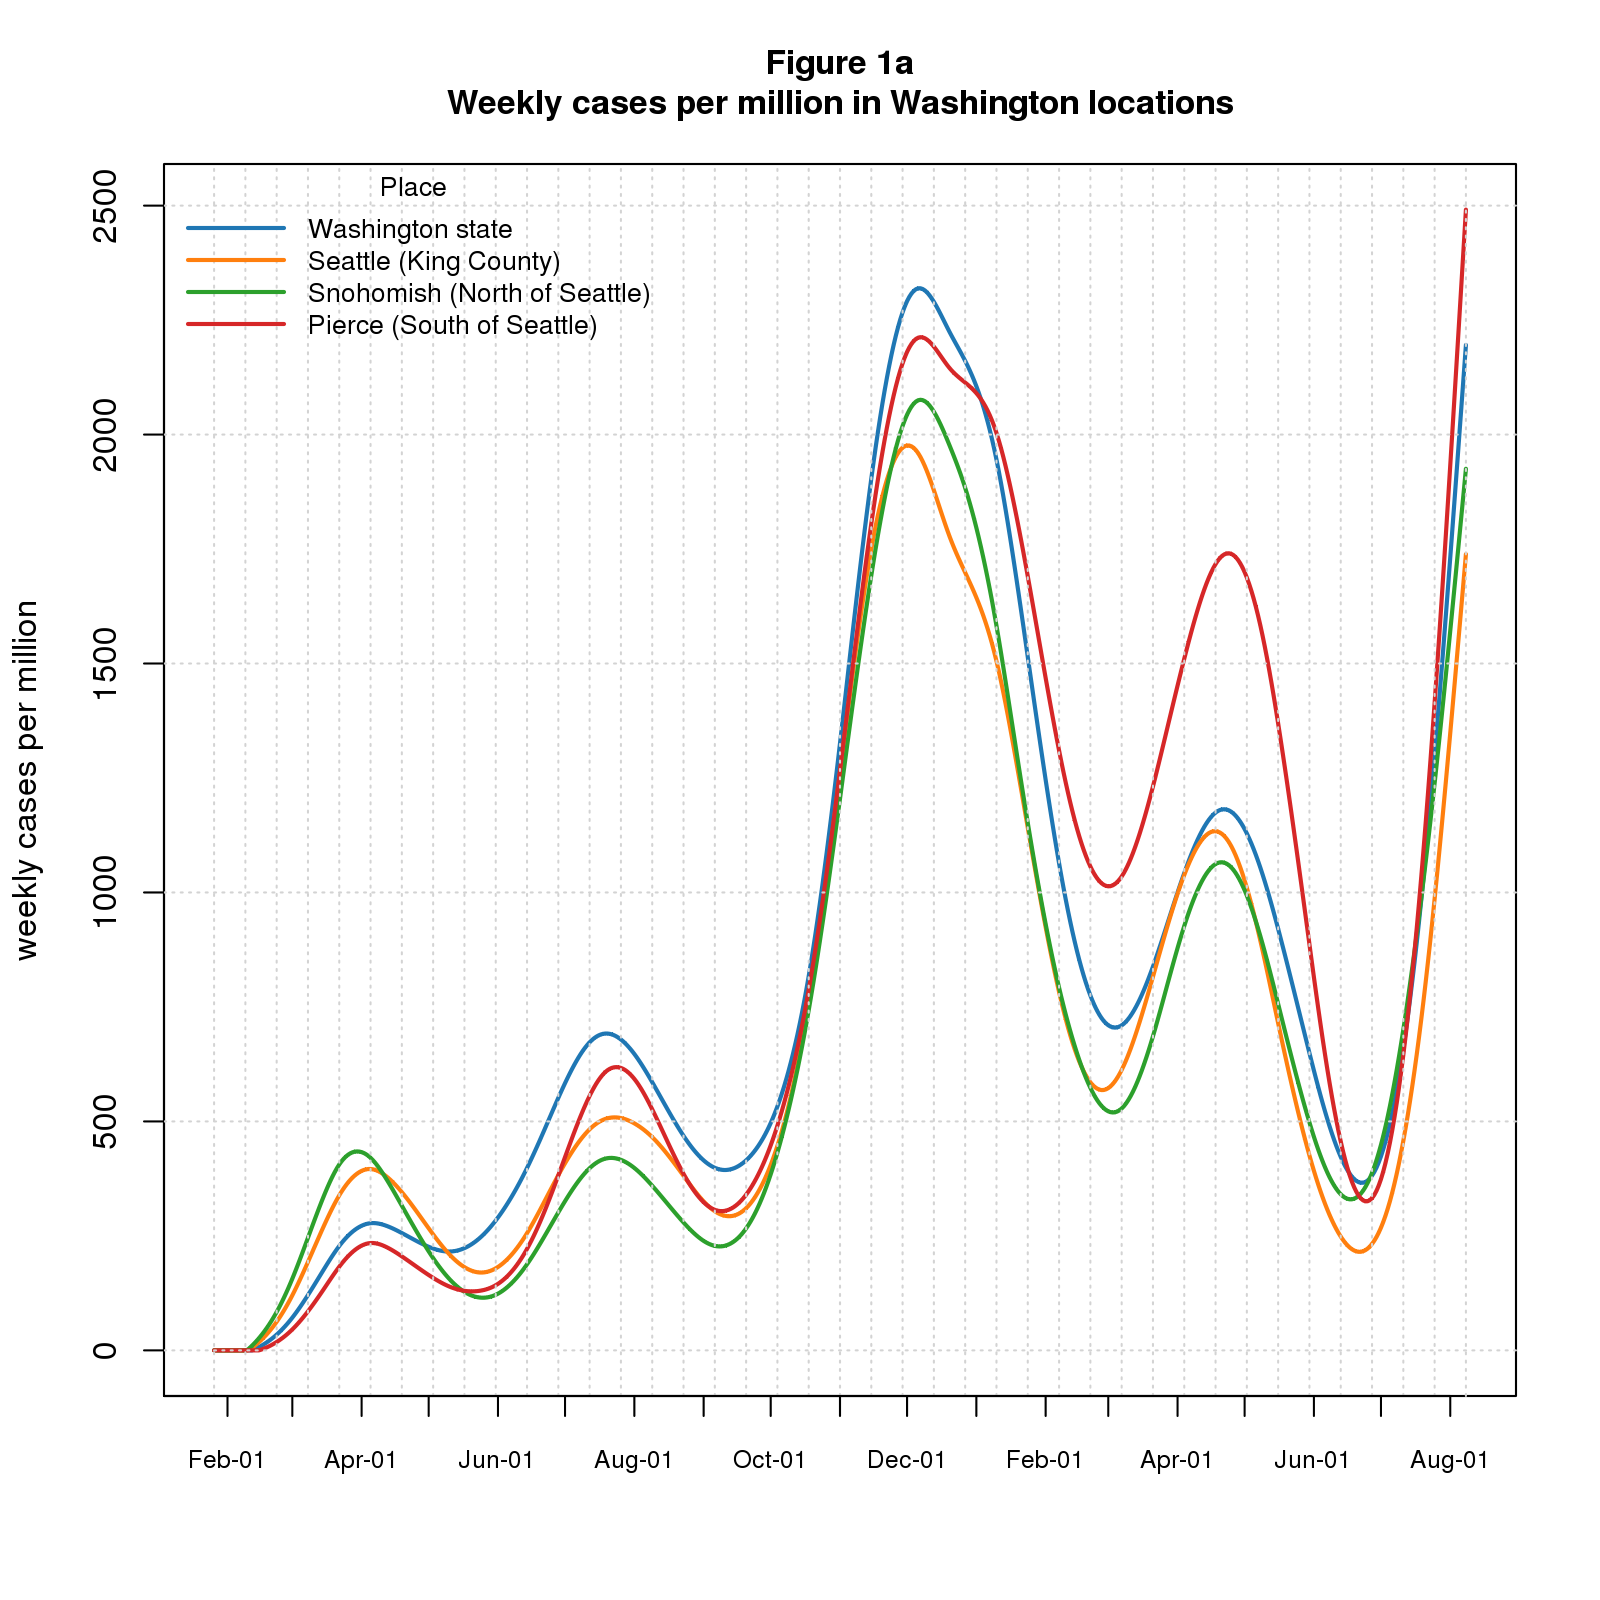 Figure 1a
Weekly cases per million in Washington locations
Place
Washington state
Seattle (King County)
Snohomish (North of Seattle)
Pierce (South of Seattle)
weekly cases per million
2500
2000
1500
1000
500
0
Feb-01 Apr-01 Jun-01 Aug-01 Oct-01 Dec-01 Feb-01 Apr-01 Jun-01 Aug-01